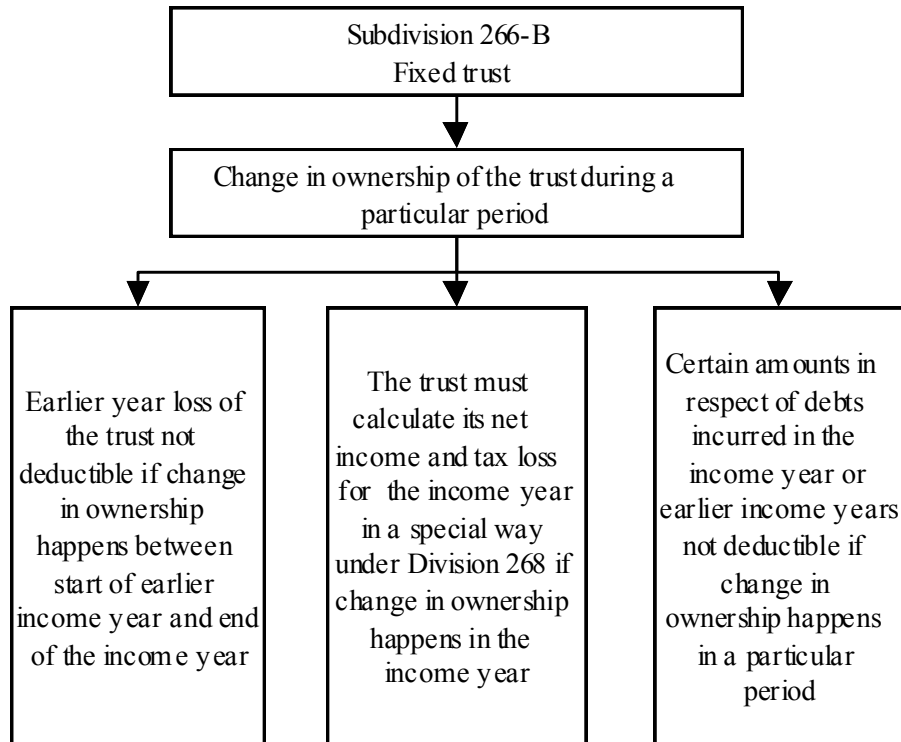 Subdivision 266-B
Fixed trust
Change in ownership of the trust during a
particular period
Earlier year loss of
the trust not
deductible if change
in ownership
happens between
start of earlier
income year and end
of the income year
The trust must
calculate its net
income and tax loss
for the income year
in a special way
under Division 268 if
change in ownership
happens in the
income year
Certain amounts in
respect of debts
incurred in the
income year or
earlier income years
not deductible if
change in
ownership happens
in a particular
period